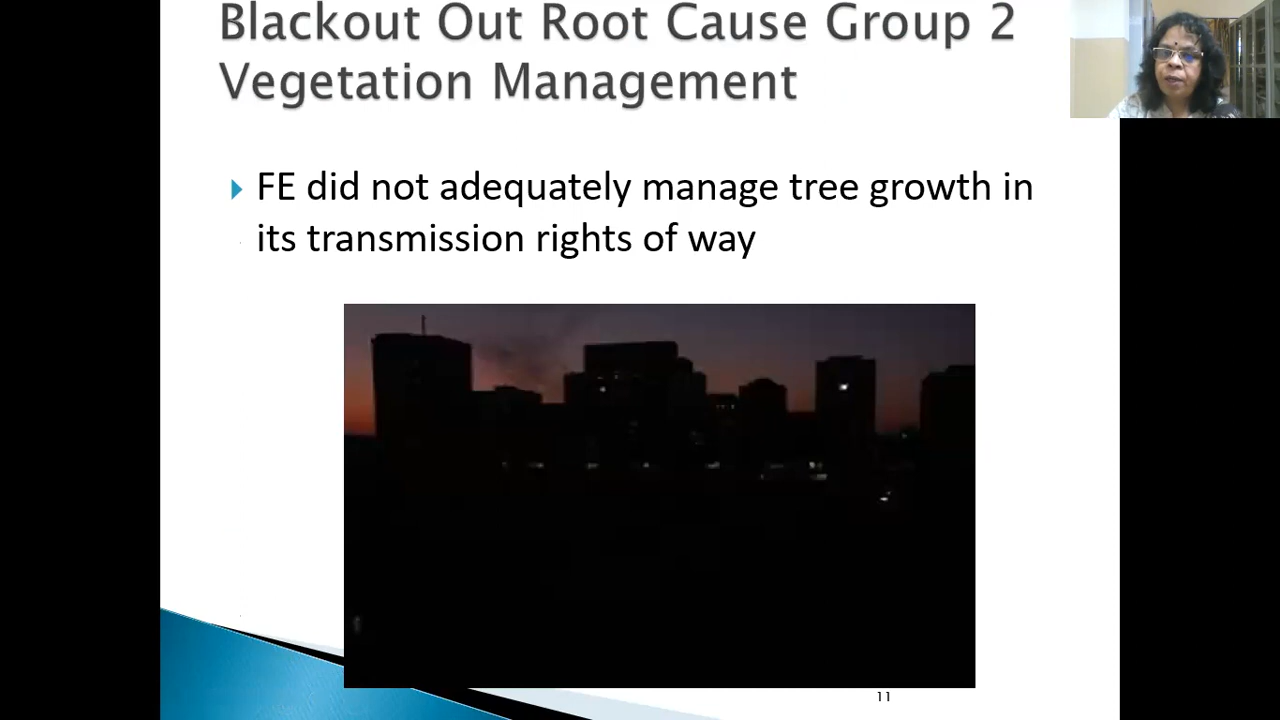 Blackout Out Root Cause Group 2
Vegetation Management
FE did not adequately manage tree growth in
its transmission rights of way
11